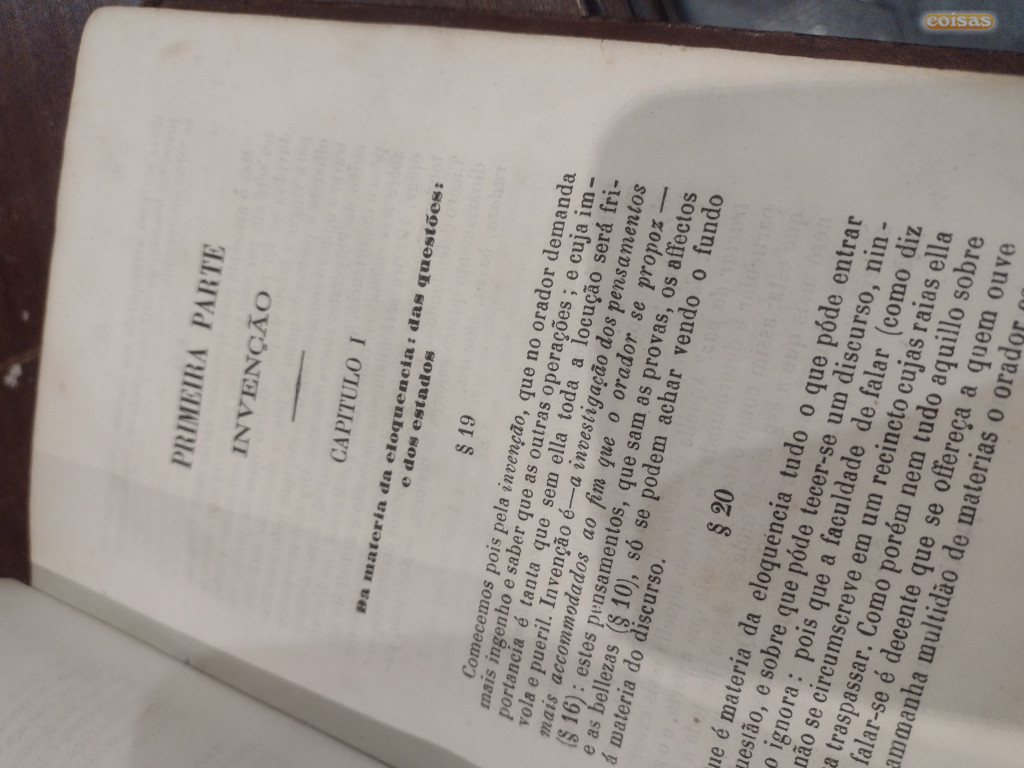 coisas
PRIMEIRA PARTE
INVENÇÃO
CAPITULO I
Da materia da eloquencia: das questões:
e dos estados
§ 19
Comecemos pois pela invenção, que no orador demanda
mais ingenho e saber que as outras operações; e cuja im-
portancia é tanta que sem ella toda a locução será fri-
vola e pueril. Invenção é—a investigação dos pensamentos
mais accommodados ao fim que o orador se propoz—
(§ 16): estes pensamentos, que sam as provas, os affectos
e as bellezas (§ 10), só se podem achar vendo o fundo
á materia do discurso.
§ 20
que é materia da eloquencia tudo o que póde entrar
questão, e sobre que póde tecer-se um discurso, nin-
o ignora: pois que a faculdade de falar (como diz
não se circumscreve em um recincto cujas raias ella
a traspassar. Como porém nem tudo aquillo sobre
falar-se é decente que se offereça a quem ouve
ammanha multidão de materias o orador